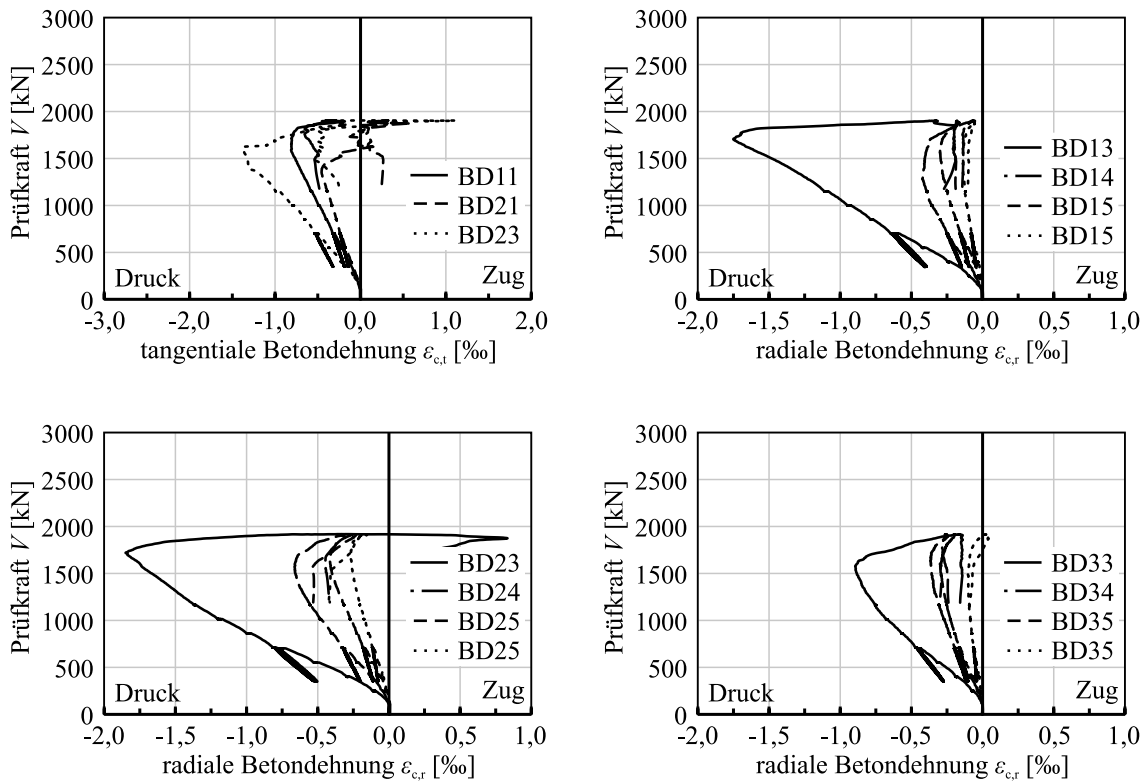 Prüfkraft V [kN]
3000
2500
2000
1500
1000
500
0
BD11
BD21
BD23
Druck
Zug
-3,0 -2,0 -1,0 0,0 1,0 2,0
tangentiale Betondehnung εc,t [‰]
Prüfkraft V [kN]
3000
2500
2000
1500
1000
500
0
BD13
BD14
BD15
BD15
Druck
Zug
-2,0 -1,5 -1,0 -0,5 0,0 0,5 1,0
radiale Betondehnung εc,r [‰]
Prüfkraft V [kN]
3000
2500
2000
1500
1000
500
0
BD23
BD24
BD25
BD25
Druck
Zug
-2,0 -1,5 -1,0 -0,5 0,0 0,5 1,0
radiale Betondehnung εc,r [‰]
Prüfkraft V [kN]
3000
2500
2000
1500
1000
500
0
BD33
BD34
BD35
BD35
Druck
Zug
-2,0 -1,5 -1,0 -0,5 0,0 0,5 1,0
radiale Betondehnung εc,r [‰]